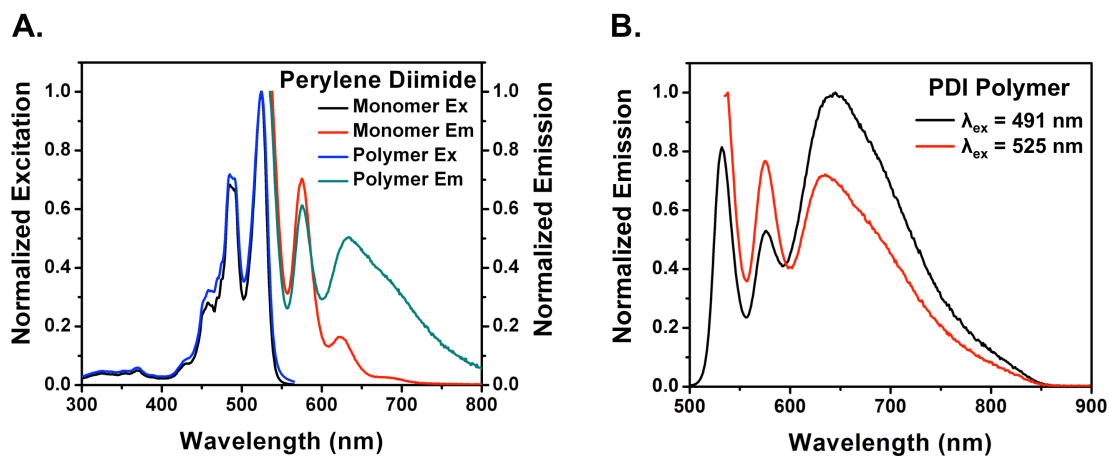 A.
Perylene Diimide
Monomer Ex
Monomer Em
Polymer Ex
Polymer Em
Normalized Excitation
1.0
0.8
0.6
0.4
0.2
0.0
1.0
0.8
0.6
0.4
0.2
0.0
Normalized Emission
300 400 500 600 700 800
Wavelength (nm)
B.
PDI Polymer
λex = 491 nm
λex = 525 nm
Normalized Emission
1.0
0.8
0.6
0.4
0.2
0.0
500 600 700 800 900
Wavelength (nm)